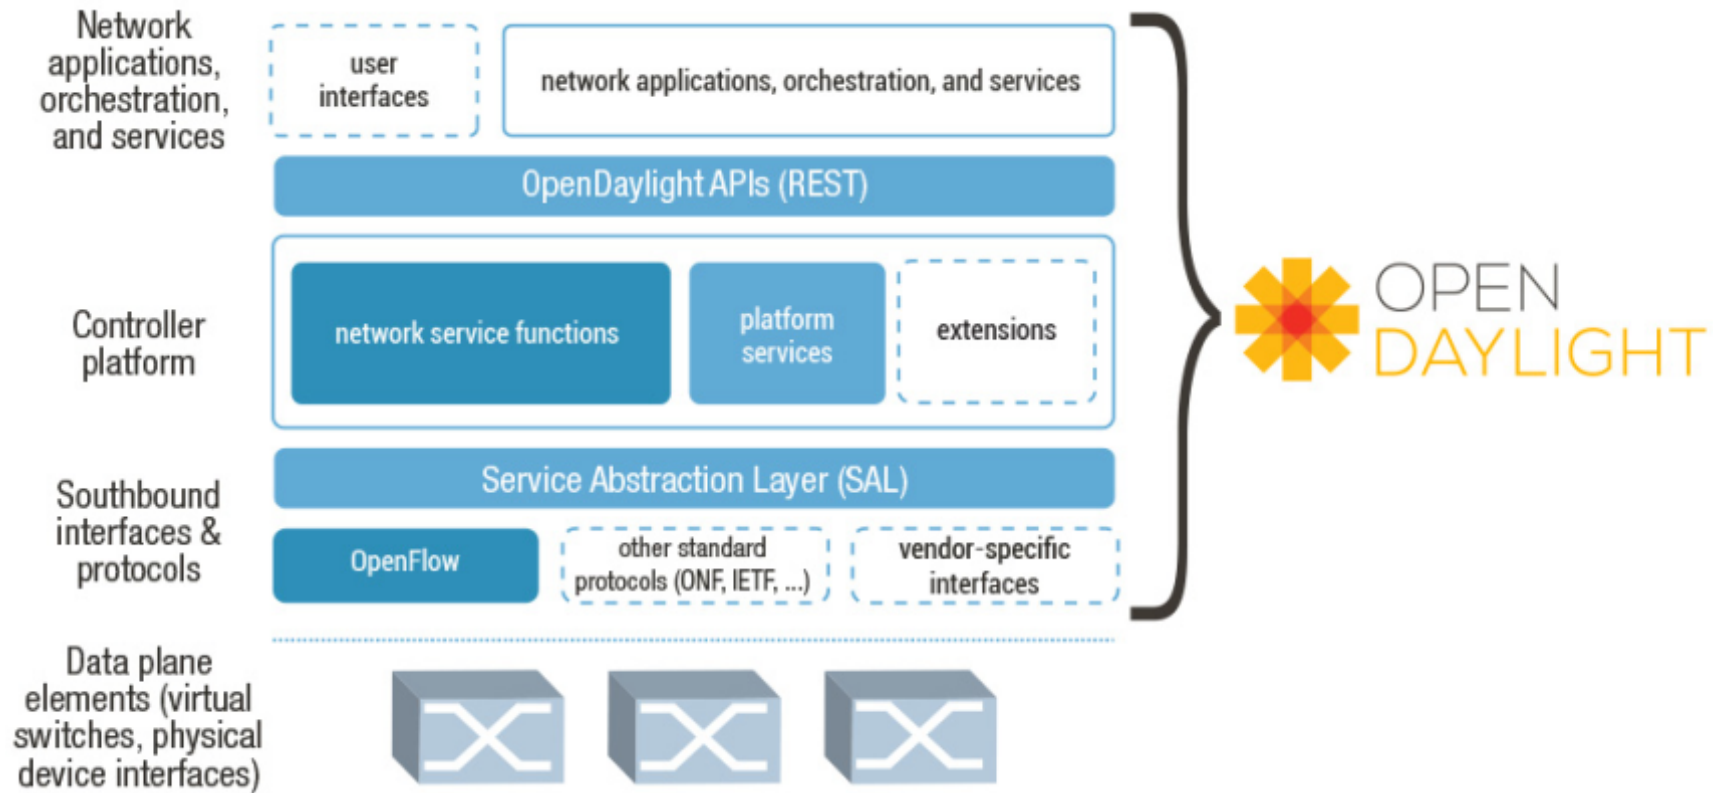 Network
applications,
orchestration,
and services
user
interfaces
network applications, orchestration, and services
OpenDaylight APIs (REST)
Controller
platform
network service functions
platform
services
extensions
Southbound
interfaces &
protocols
Service Abstraction Layer (SAL)
OpenFlow
other standard
protocols (ONF, IETF, ...)
vendor-specific
interfaces
Data plane
elements (virtual
switches, physical
device interfaces)
OPEN
DAYLIGHT